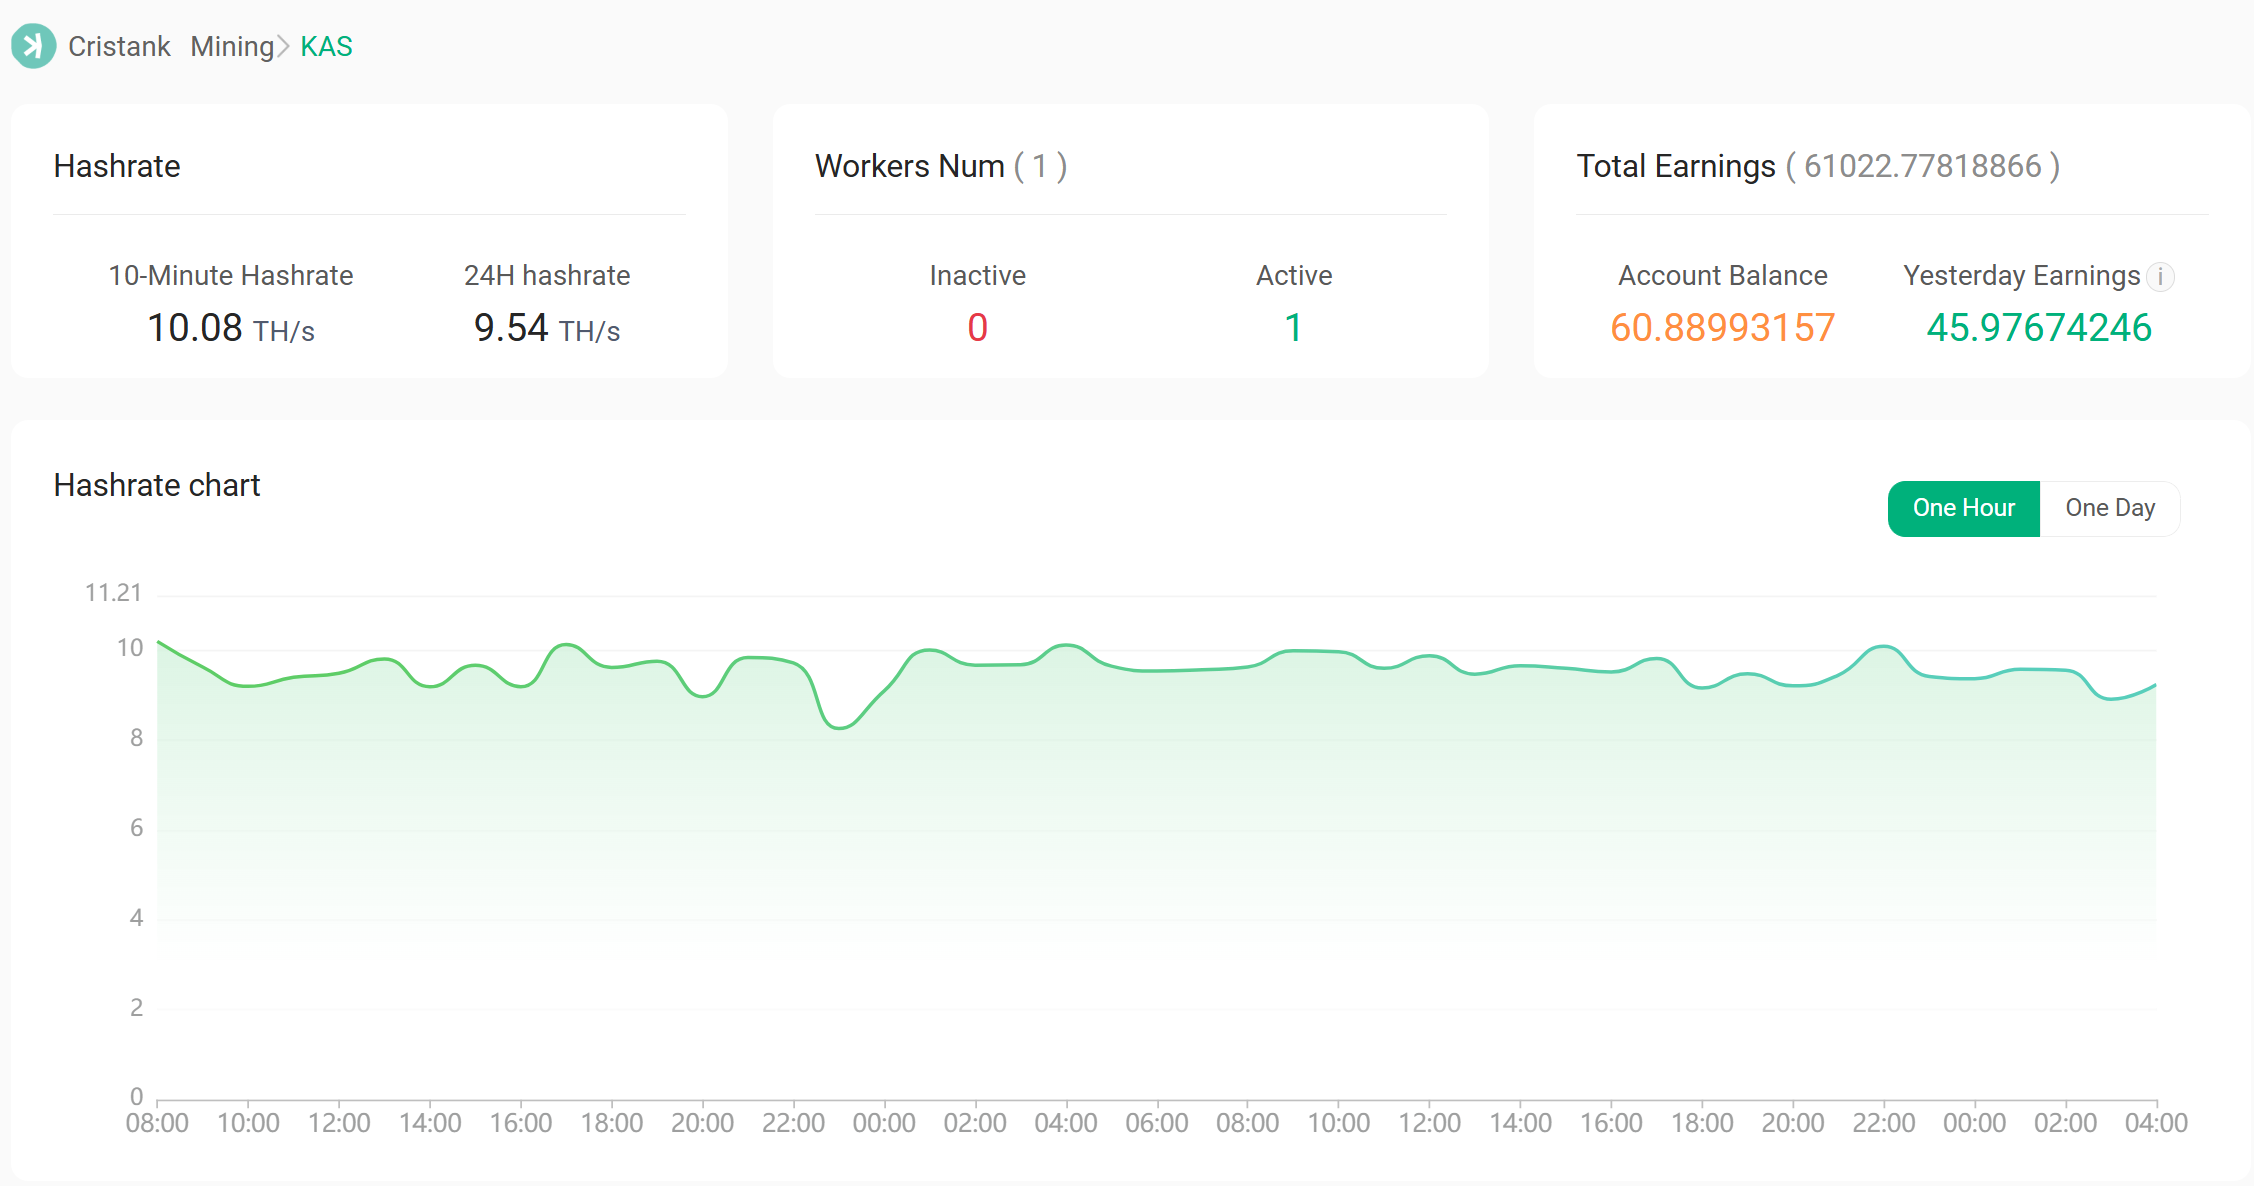 Cristank Mining KAS
Hashrate
10-Minute Hashrate 24H hashrate
10.08 TH/s 9.54 TH/s
Workers Num ( 1 )
Inactive Active
0 1
Total Earnings ( 61022.77818866 )
Account Balance Yesterday Earnings i
60.88993157 45.97674246
Hashrate chart
One Hour One Day
11.21
10
8
6
4
2
0
08:00 10:00 12:00 14:00 16:00 18:00 20:00 22:00 00:00 02:00 04:00 06:00 08:00 10:00 12:00 14:00 16:00 18:00 20:00 22:00 00:00 02:00 04:00